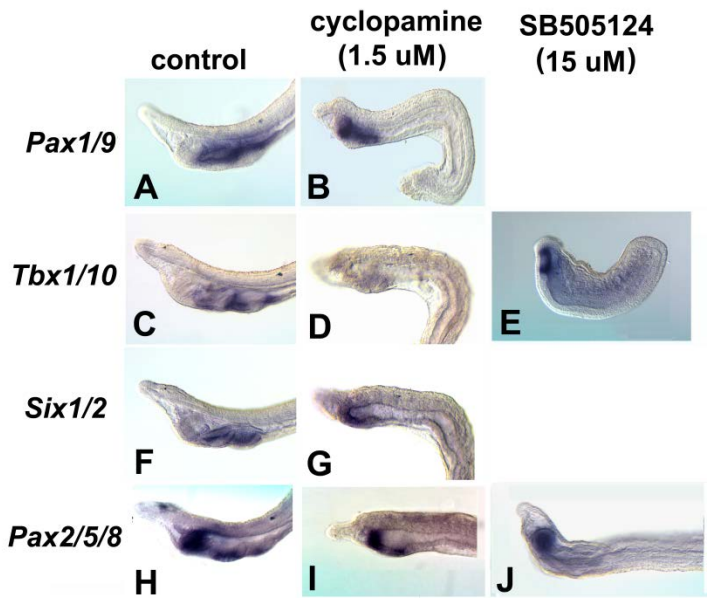 control
cyclopamine
(1.5 uM)
SB505124
(15 uM)
Pax1/9
A
B
Tbx1/10
C
D
E
Six1/2
F
G
Pax2/5/8
H
I
J